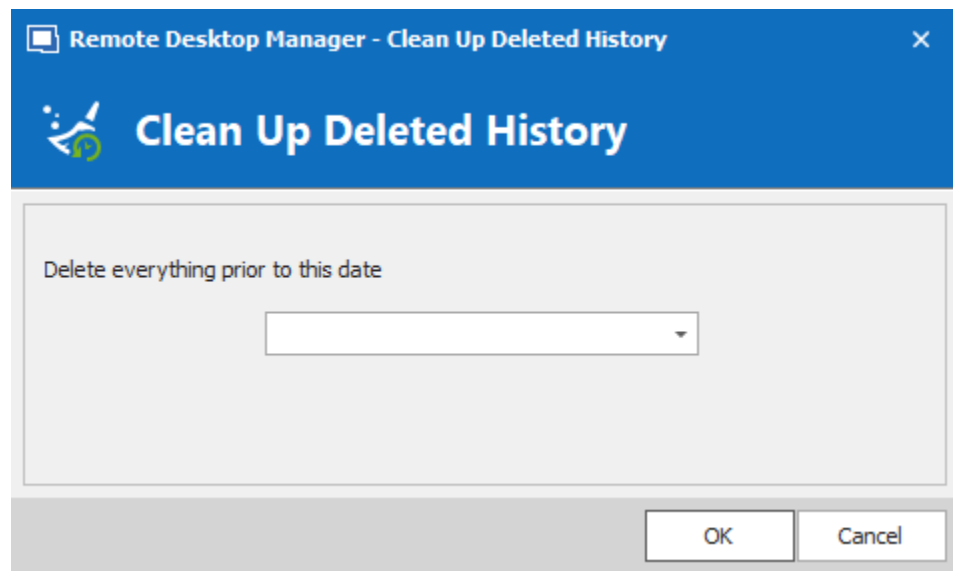 Remote Desktop Manager - Clean Up Deleted History
Clean Up Deleted History
Delete everything prior to this date
OK
Cancel